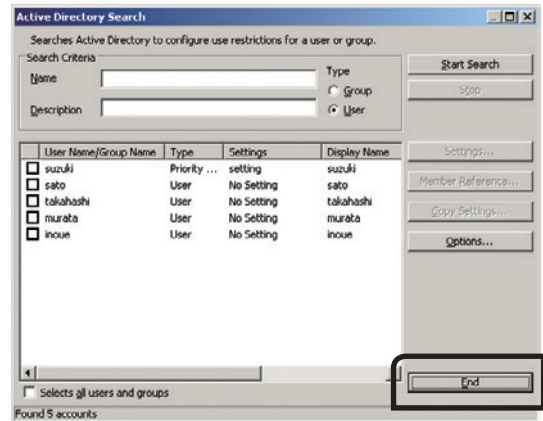 Active Directory Search
Searches Active Directory to configure use restrictions for a user or group.
Search Criteria
Name
Type
Group
Description
User
Start Search
Stop
User Name/Group Name Type Settings Display Name
suzuki Priority ... setting suzuki
sato User No Setting sato
takahashi User No Setting takahashi
murata User No Setting murata
inoue User No Setting inoue
Settings...
Member Reference...
Copy Settings...
Options...
End
Selects all users and groups
Found 5 accounts